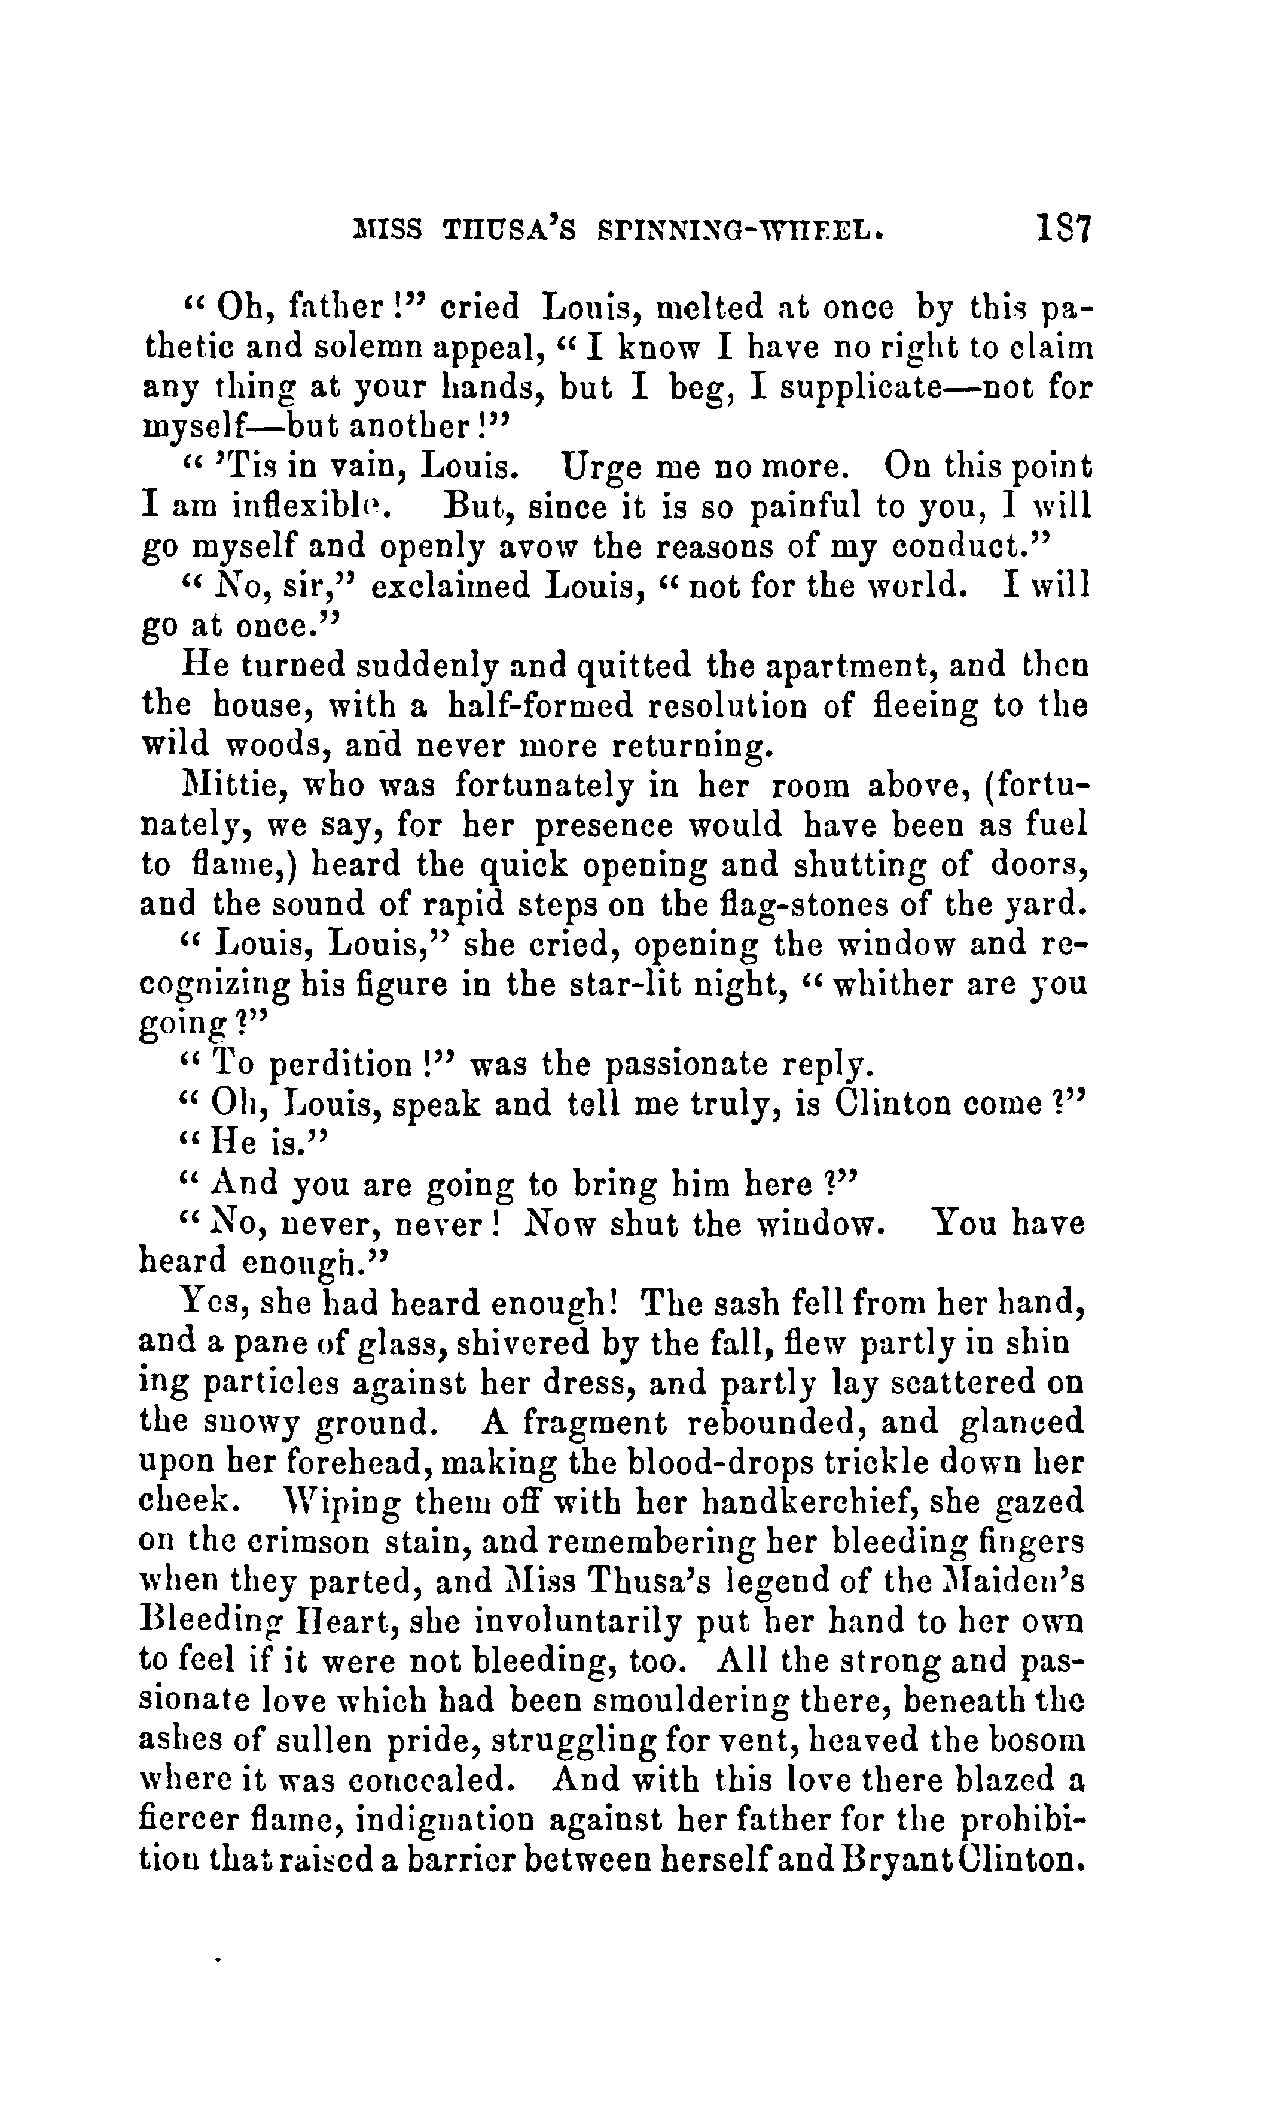 MISS THUSA'S SPINNING-WHEEL. 187
" Oh, father !" cried Louis, melted at once by this pa-
thetic and solemn appeal, " I know I have no right to claim
any thing at your hands, but I beg, I supplicate—not for
myself—but another !"
" 'Tis in vain, Louis. Urge me no more. On this point
I am inflexible. But, since it is so painful to you, I will
go myself and openly avow the reasons of my conduct."
" No, sir," exclaimed Louis, " not for the world. I will
go at once."
He turned suddenly and quitted the apartment, and then
the house, with a half-formed resolution of fleeing to the
wild woods, and never more returning.
Mittie, who was fortunately in her room above, (fortu-
nately, we say, for her presence would have been as fuel
to flame,) heard the quick opening and shutting of doors,
and the sound of rapid steps on the flag-stones of the yard.
" Louis, Louis," she cried, opening the window and re-
cognizing his figure in the star-lit night, " whither are you
going ?"
" To perdition !" was the passionate reply.
" Oh, Louis, speak and tell me truly, is Clinton come ?"
" He is."
" And you are going to bring him here ?"
" No, never, never ! Now shut the window. You have
heard enough."
Yes, she had heard enough! The sash fell from her hand,
and a pane of glass, shivered by the fall, flew partly in shin
ing particles against her dress, and partly lay scattered on
the snowy ground. A fragment rebounded, and glanced
upon her forehead, making the blood-drops trickle down her
cheek. Wiping them off with her handkerchief, she gazed
on the crimson stain, and remembering her bleeding fingers
when they parted, and Miss Thusa's legend of the Maiden's
Bleeding Heart, she involuntarily put her hand to her own
to feel if it were not bleeding, too. All the strong and pas-
sionate love which had been smouldering there, beneath the
ashes of sullen pride, struggling for vent, heaved the bosom
where it was concealed. And with this love there blazed a
fiercer flame, indignation against her father for the prohibi-
tion that raised a barrier between herself and Bryant Clinton.